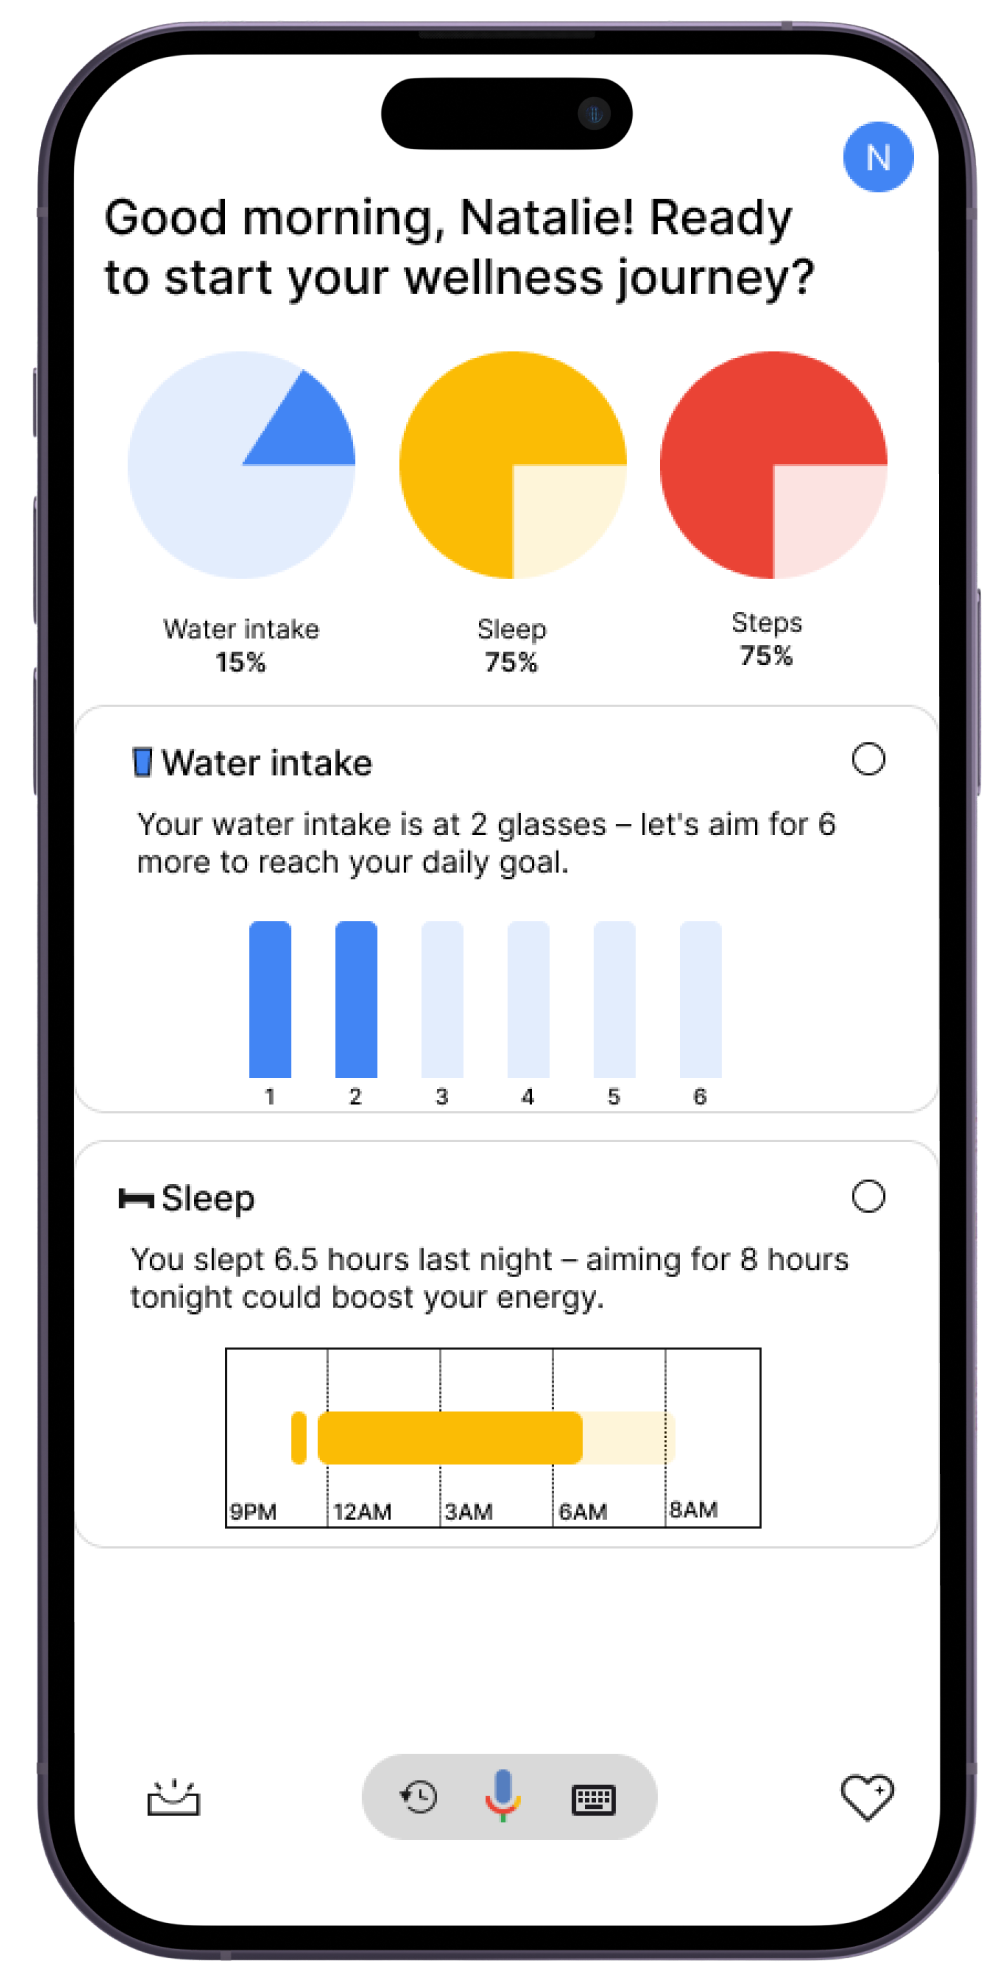 N
Good morning, Natalie! Ready
to start your wellness journey?
Water intake
15%
Sleep
75%
Steps
75%
Water intake
Your water intake is at 2 glasses – let's aim for 6
more to reach your daily goal.
1 2 3 4 5 6
Sleep
You slept 6.5 hours last night – aiming for 8 hours
tonight could boost your energy.
9PM 12AM 3AM 6AM 8AM